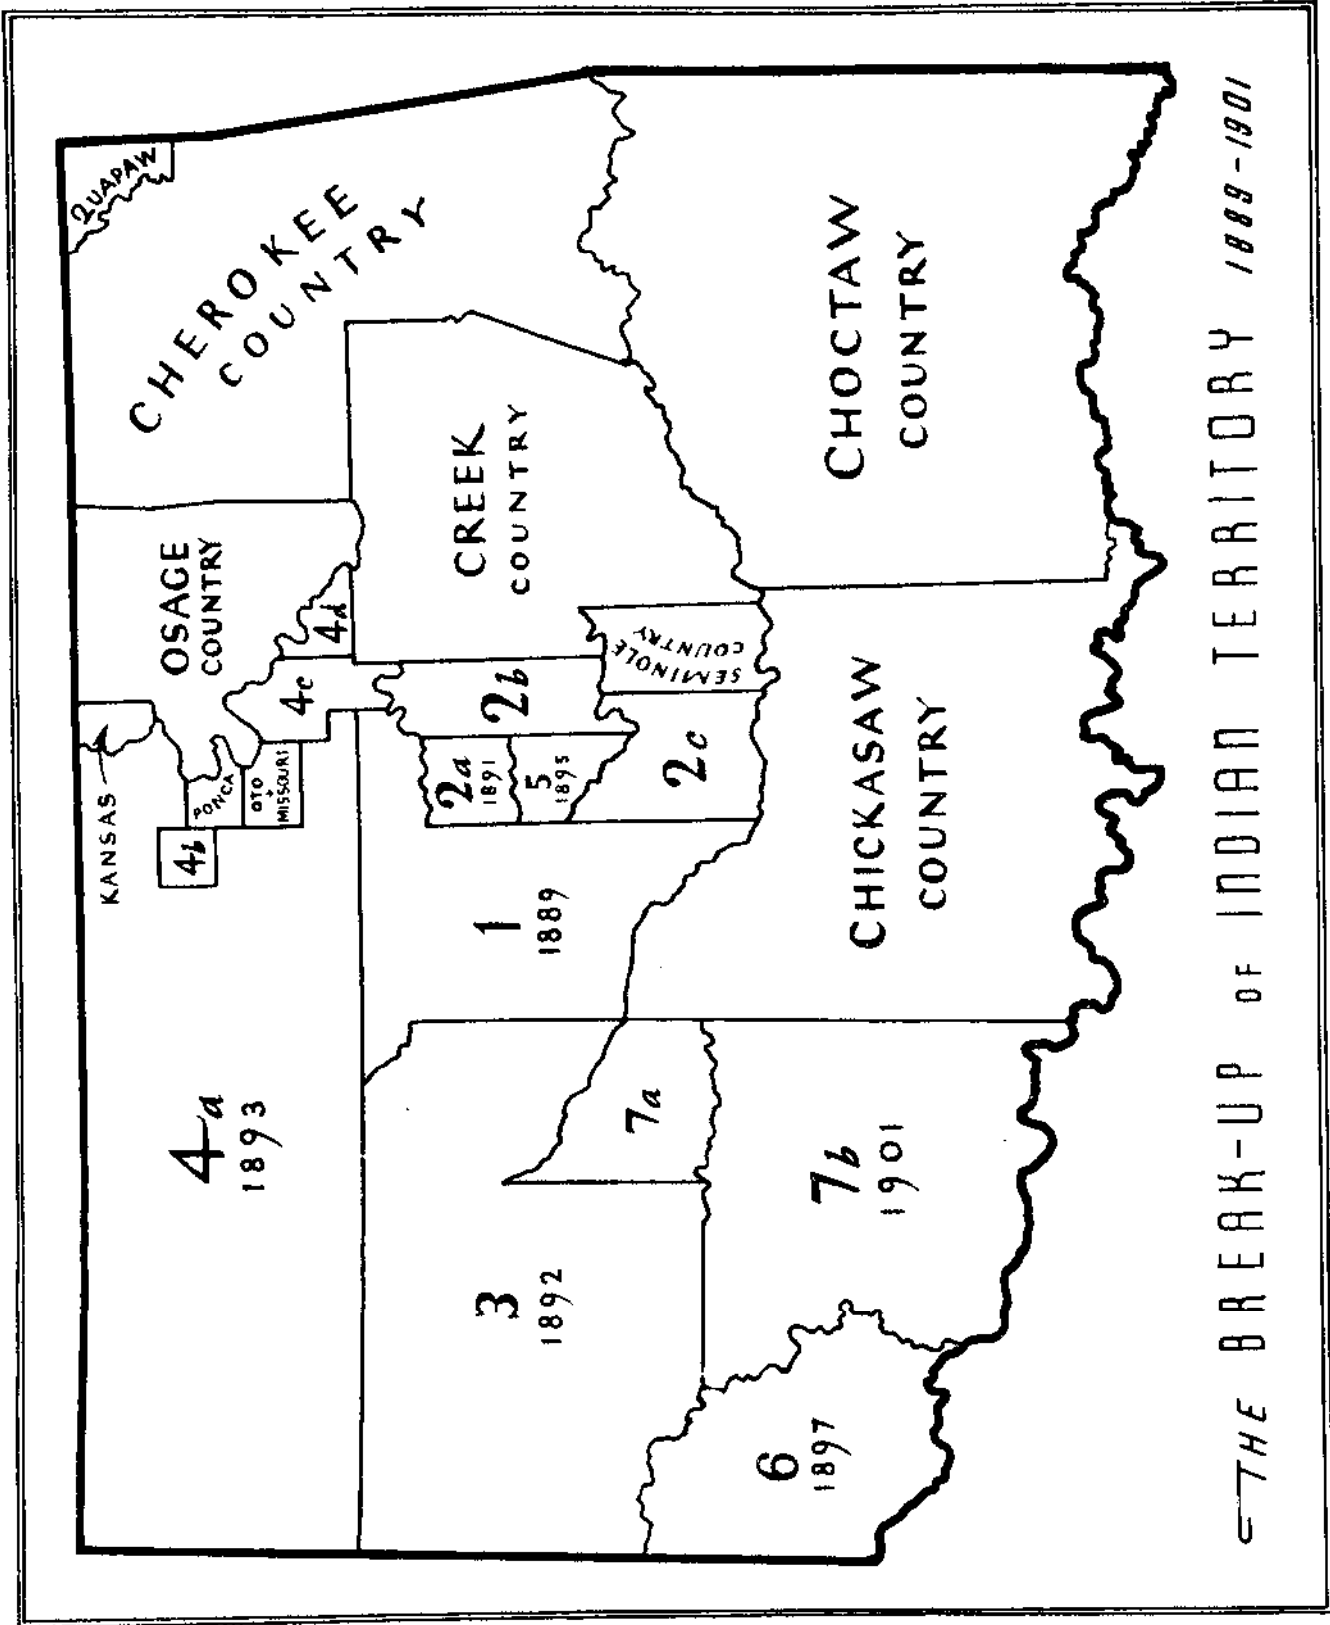 KANSAS
OSAGE
COUNTRY
QUAPAW
CHEROKEE
COUNTRY
4a
1893
4b
PONCA
OTO
+
MISSOURI
4c
4d
CREEK
COUNTRY
3
1892
1
1889
2a
1891
5
1895
2b
2c
SEMINOLE
COUNTRY
7a
6
1897
7b
1901
CHICKASAW
COUNTRY
CHOCTAW
COUNTRY
THE BREAK-UP OF INDIAN TERRITORY 1889-1901